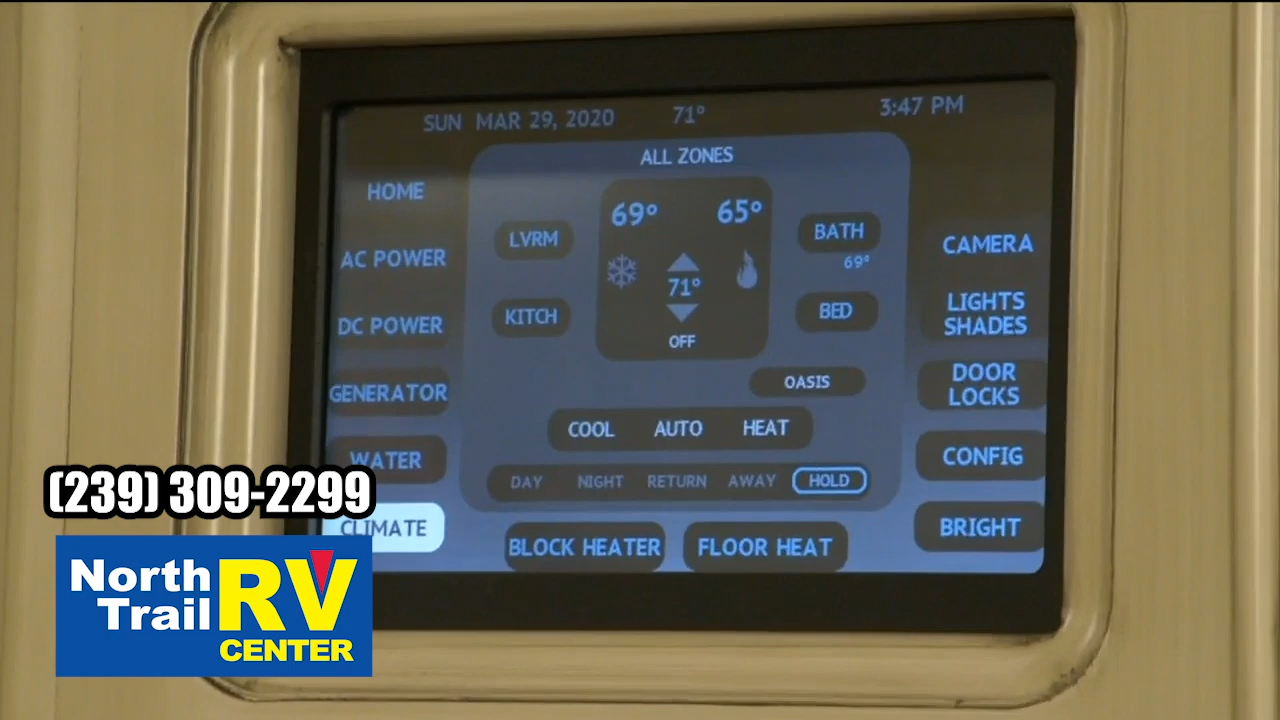 SUN MAR 29, 2020 71° 3:47 PM
ALL ZONES
HOME
AC POWER
DC POWER
GENERATOR
WATER
CLIMATE
69° 65°
LVRM
KITCH
71°
OFF
BATH
69°
BED
OASIS
COOL AUTO HEAT
DAY NIGHT RETURN AWAY HOLD
BLOCK HEATER FLOOR HEAT
CAMERA
LIGHTS
SHADES
DOOR
LOCKS
CONFIG
BRIGHT
(239) 309-2299
North
Trail
RV
CENTER